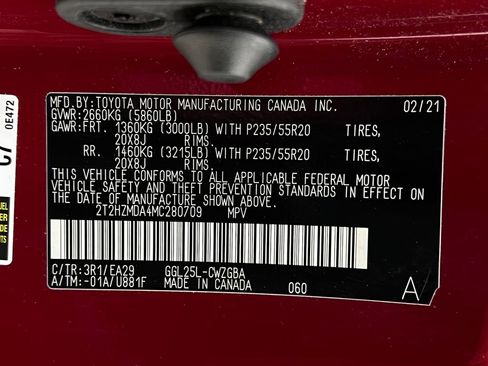 MFD.BY:TOYOTA MOTOR MANUFACTURING CANADA INC. 02/21
GVWR:2660KG (5860LB)
GAWR:FRT. 1360KG (3000LB) WITH P235/55R20 TIRES,
20X8J RIMS.
RR. 1460KG (3215LB) WITH P235/55R20 TIRES,
20X8J RIMS.
THIS VEHICLE CONFORMS TO ALL APPLICABLE FEDERAL MOTOR
VEHICLE SAFETY AND THEFT PREVENTION STANDARDS IN EFFECT ON
THE DATE OF MANUFACTURE SHOWN ABOVE.
2T2HZMDA4MC280709 MPV
C/TR:3R1/EA29 GGL25L-CWZGBA
A/TM:-01A/U881F MADE IN CANADA 060 A
0E472